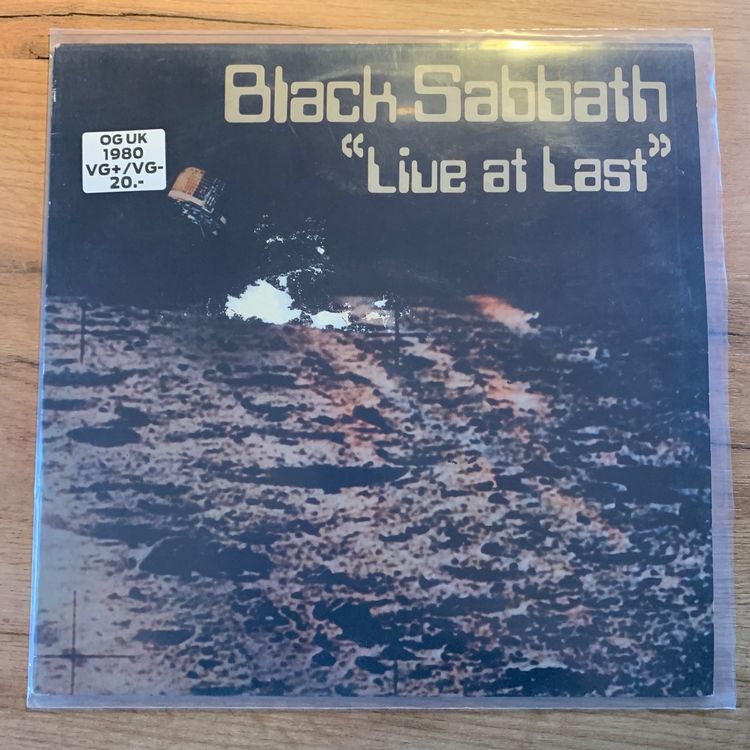 Black Sabbath
“Live at Last”
OG UK
1980
VG+/VG-
20.-